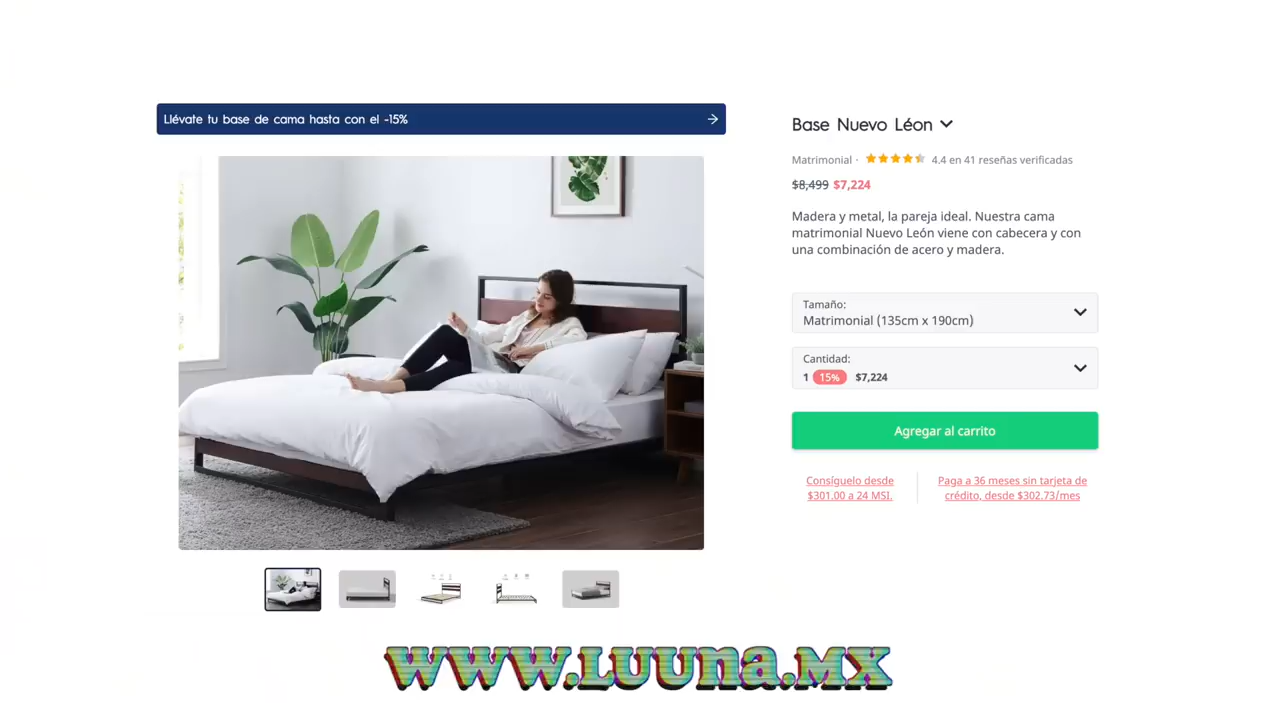 Llévate tu base de cama hasta con el -15%
Base Nuevo Léon
Matrimonial · 4.4 en 41 reseñas verificadas
$8,499 $7,224
Madera y metal, la pareja ideal. Nuestra cama
matrimonial Nuevo León viene con cabecera y con
una combinación de acero y madera.
Tamaño:
Matrimonial (135cm x 190cm)
Cantidad:
1 15% $7,224
Agregar al carrito
Consíguelo desde
$301.00 a 24 MSI.
Paga a 36 meses sin tarjeta de
crédito, desde $302.73/mes
WWW.LUUNA.MX